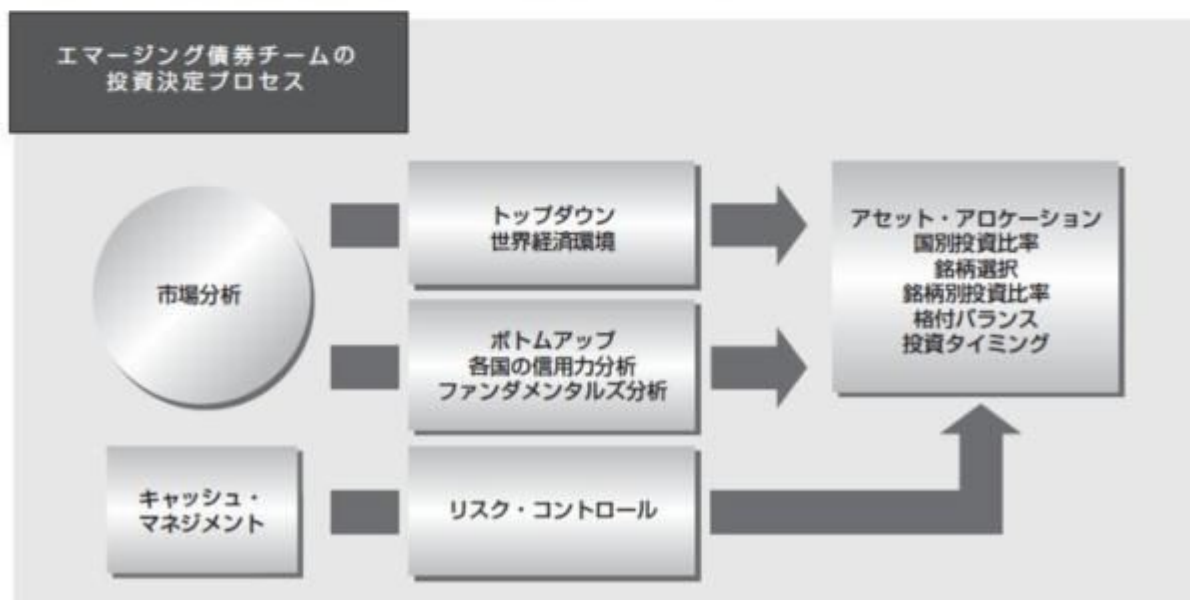 エマージング債券チームの
投資決定プロセス
市場分析
トップダウン
世界経済環境
ボトムアップ
各国の信用力分析
ファンダメンタルズ分析
アセット・アロケーション
国別投資比率
銘柄選択
銘柄別投資比率
格付バランス
投資タイミング
キャッシュ・
マネジメント
リスク・コントロール